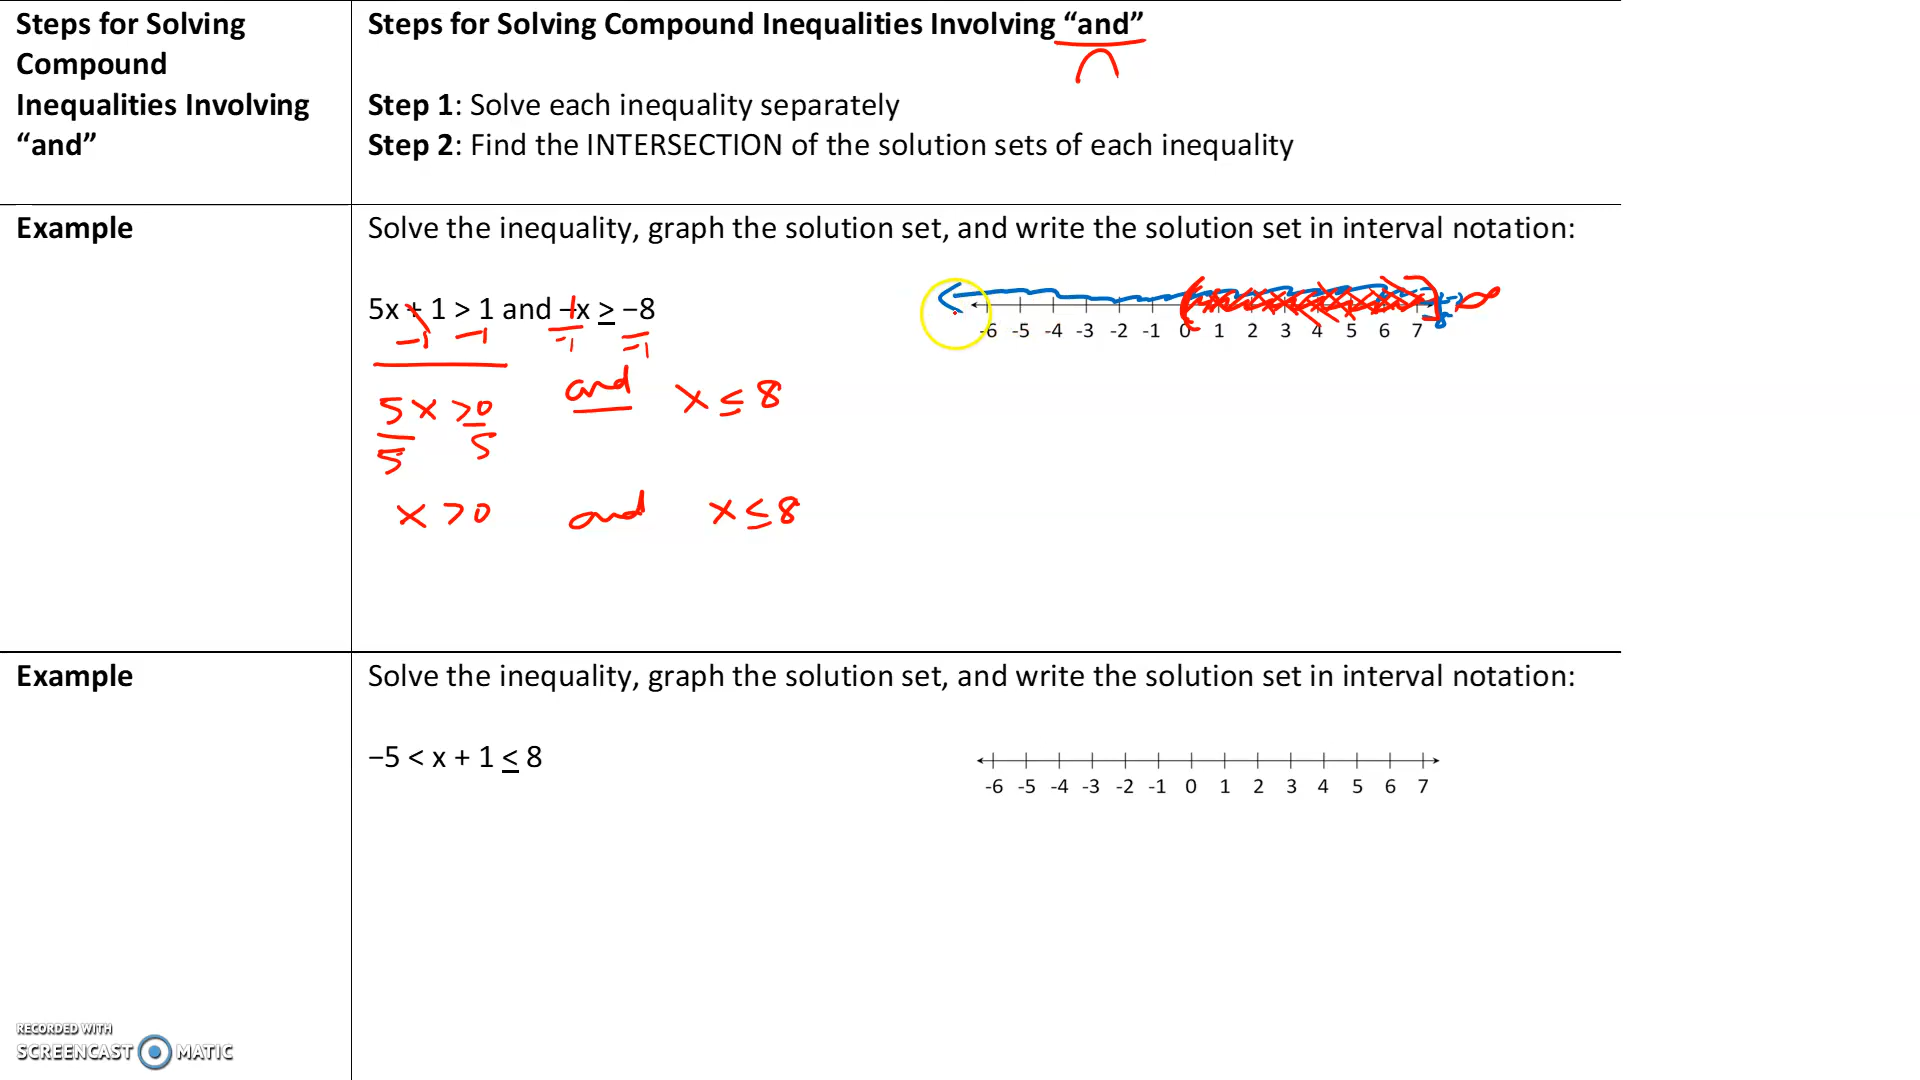 Steps for Solving
Compound
Inequalities Involving
“and”
Steps for Solving Compound Inequalities Involving “and”
∩
Step 1: Solve each inequality separately
Step 2: Find the INTERSECTION of the solution sets of each inequality
Example
Solve the inequality, graph the solution set, and write the solution set in interval notation:
5x + 1 > 1 and −x ≥ −8
−1 −1 −1 −1
5x > 0 and x ≤ 8
5 5
x > 0 and x ≤ 8
( ] 8 ∞
-6 -5 -4 -3 -2 -1 0 1 2 3 4 5 6 7
Example
Solve the inequality, graph the solution set, and write the solution set in interval notation:
−5 < x + 1 ≤ 8
-6 -5 -4 -3 -2 -1 0 1 2 3 4 5 6 7
RECORDED WITH
SCREENCAST MATIC